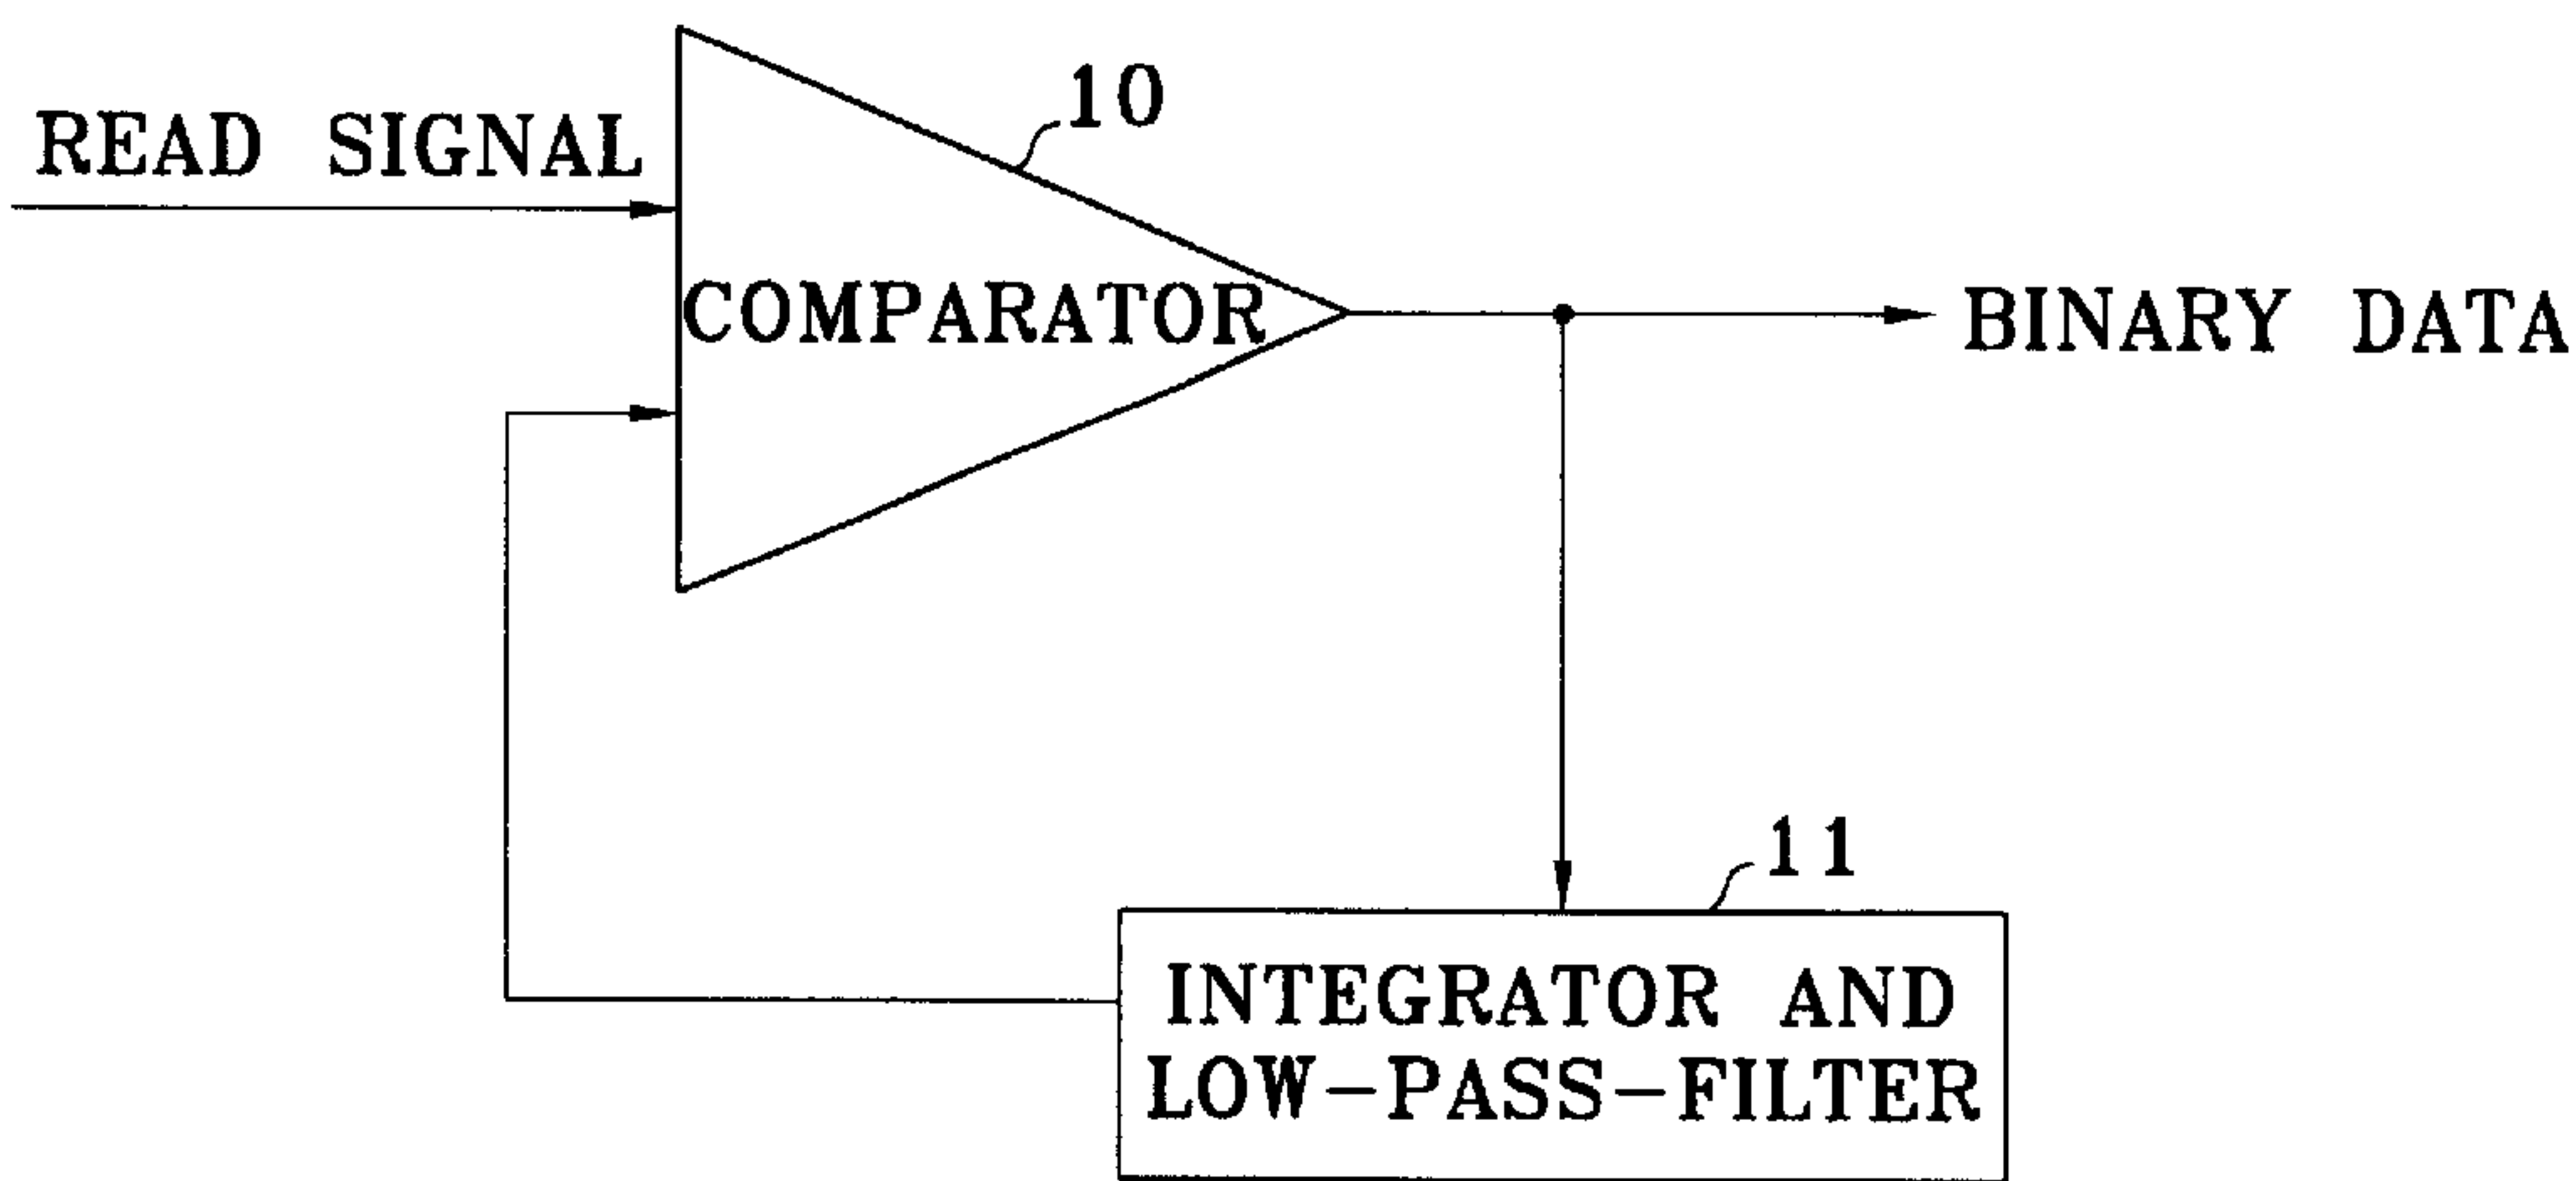 10
READ SIGNAL
COMPARATOR
BINARY DATA
11
INTEGRATOR AND
LOW-PASS-FILTER